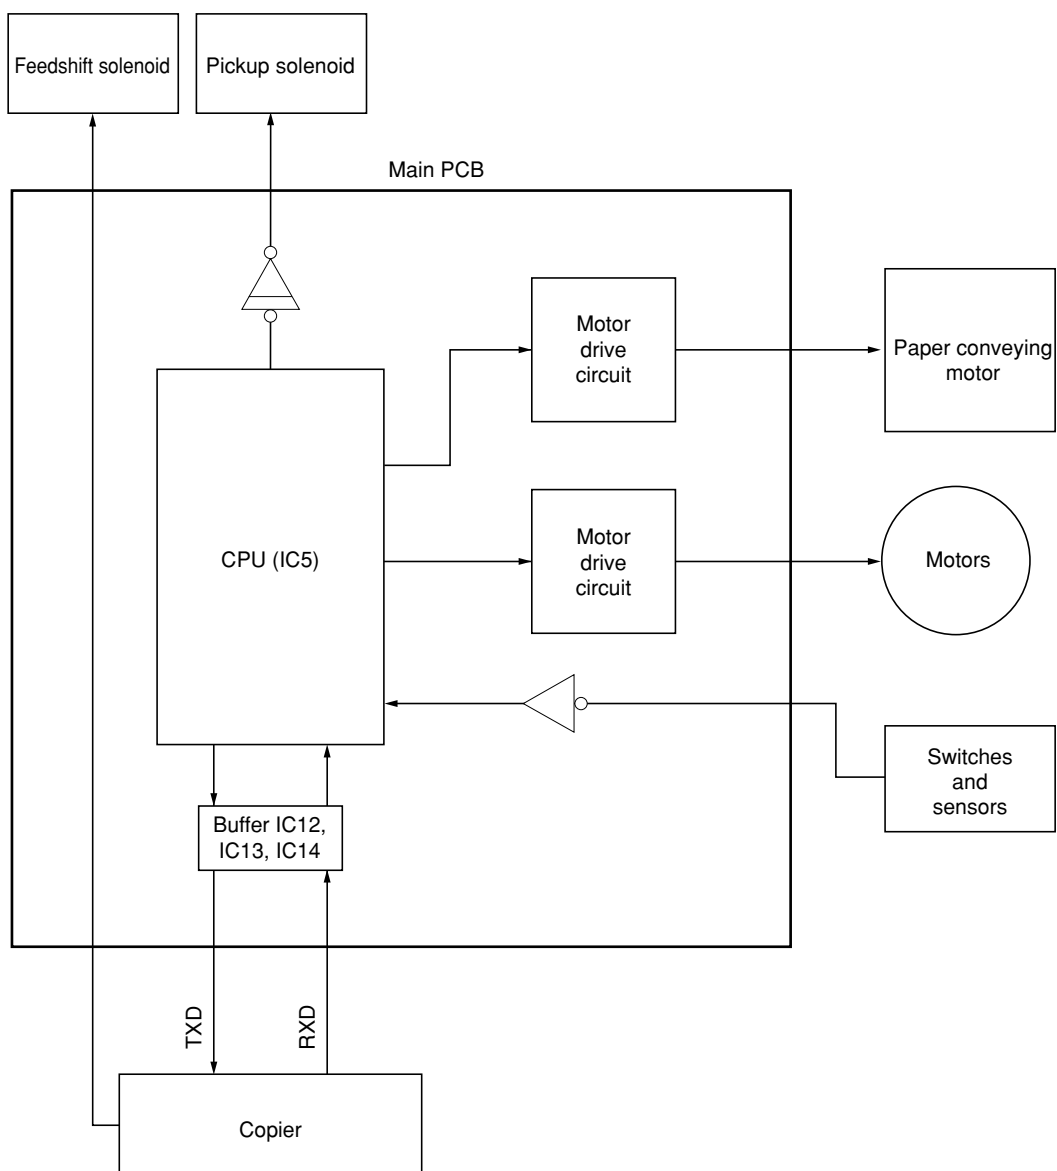 Feedshift solenoid
Pickup solenoid
Main PCB
Motor
drive
circuit
Paper conveying
motor
CPU (IC5)
Motor
drive
circuit
Motors
Switches
and
sensors
Buffer IC12,
IC13, IC14
TXD
RXD
Copier